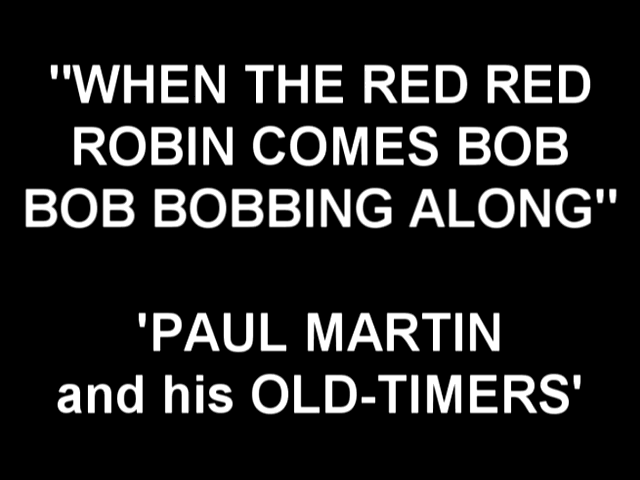 "WHEN THE RED RED
ROBIN COMES BOB
BOB BOBBING ALONG"
'PAUL MARTIN
and his OLD-TIMERS'